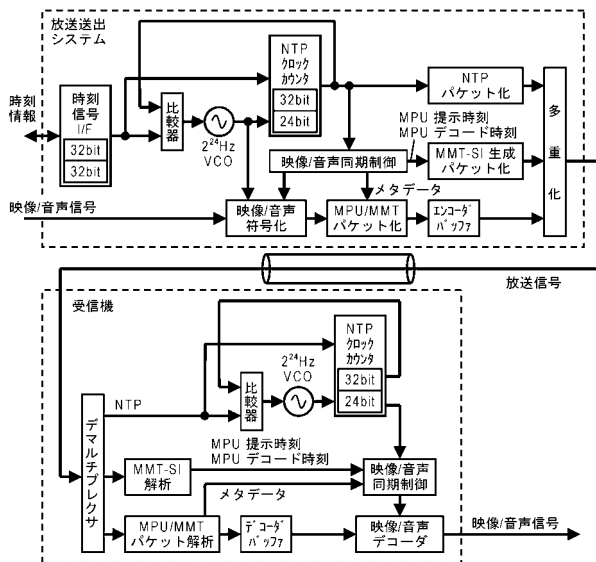 放送送出
システム
時刻
情報
時刻
信号
I/F
32bit
32bit
比較器
2²⁴Hz
VCO
NTP
クロック
カウンタ
32bit
24bit
NTP
パケット化
MPU 提示時刻
MPU デコード時刻
映像/音声同期制御
MMT-SI 生成
パケット化
メタデータ
多重化
映像/音声信号
映像/音声
符号化
MPU/MMT
パケット化
エンコーダ
バッファ
放送信号
受信機
NTP
クロック
カウンタ
32bit
24bit
2²⁴Hz
VCO
比較器
NTP
デマルチプレクサ
MPU 提示時刻
MPU デコード時刻
MMT-SI
解析
映像/音声
同期制御
メタデータ
MPU/MMT
パケット解析
デコーダ
バッファ
映像/音声
デコーダ
映像/音声信号